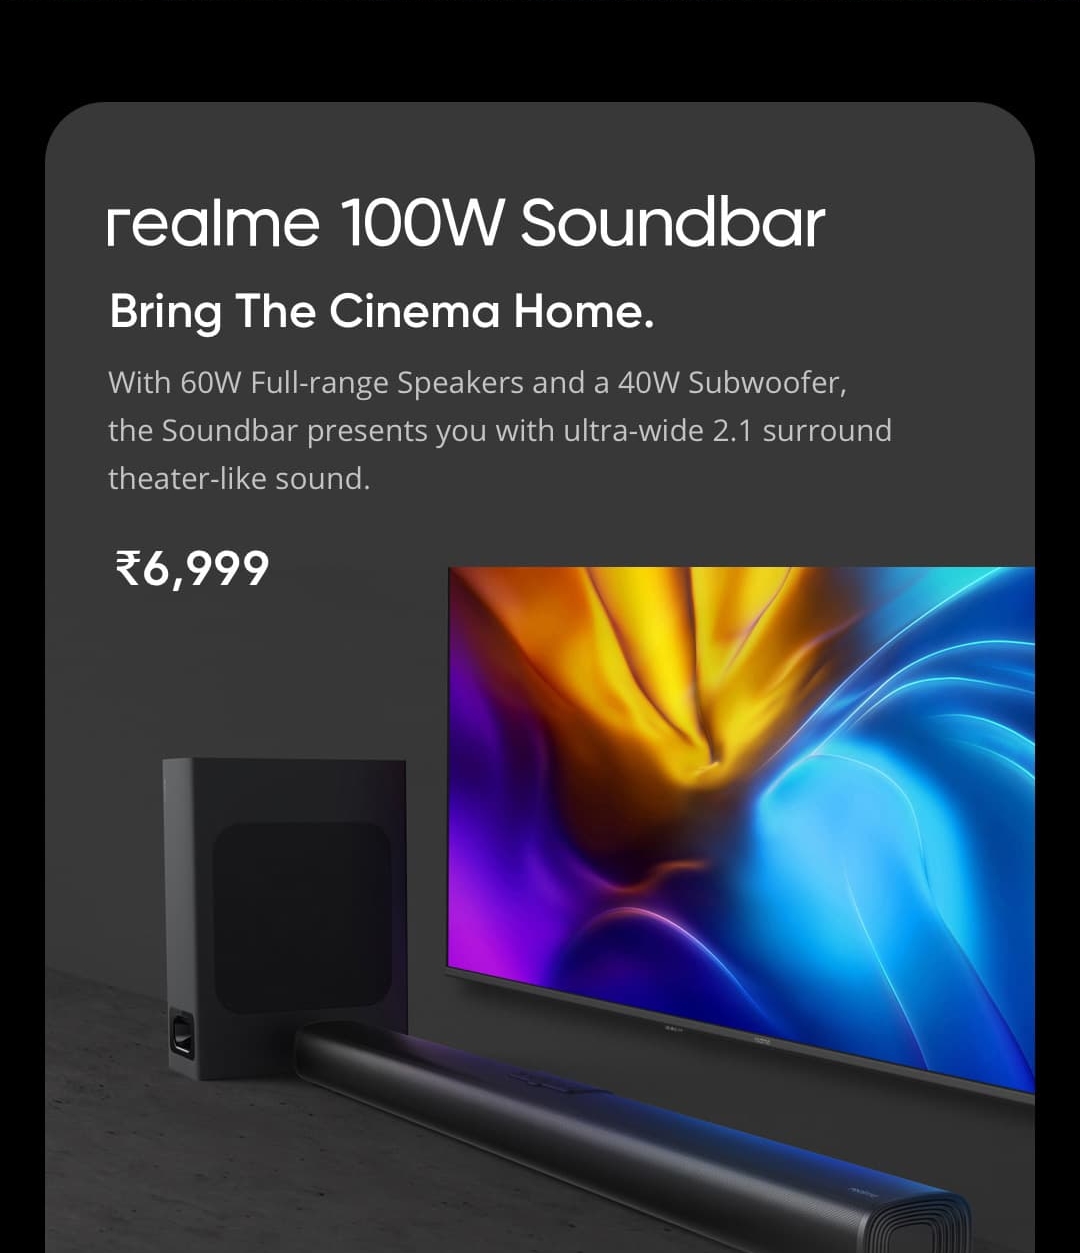 realme 100W Soundbar
Bring The Cinema Home.
With 60W Full-range Speakers and a 40W Subwoofer,
the Soundbar presents you with ultra-wide 2.1 surround
theater-like sound.
₹6,999
realme